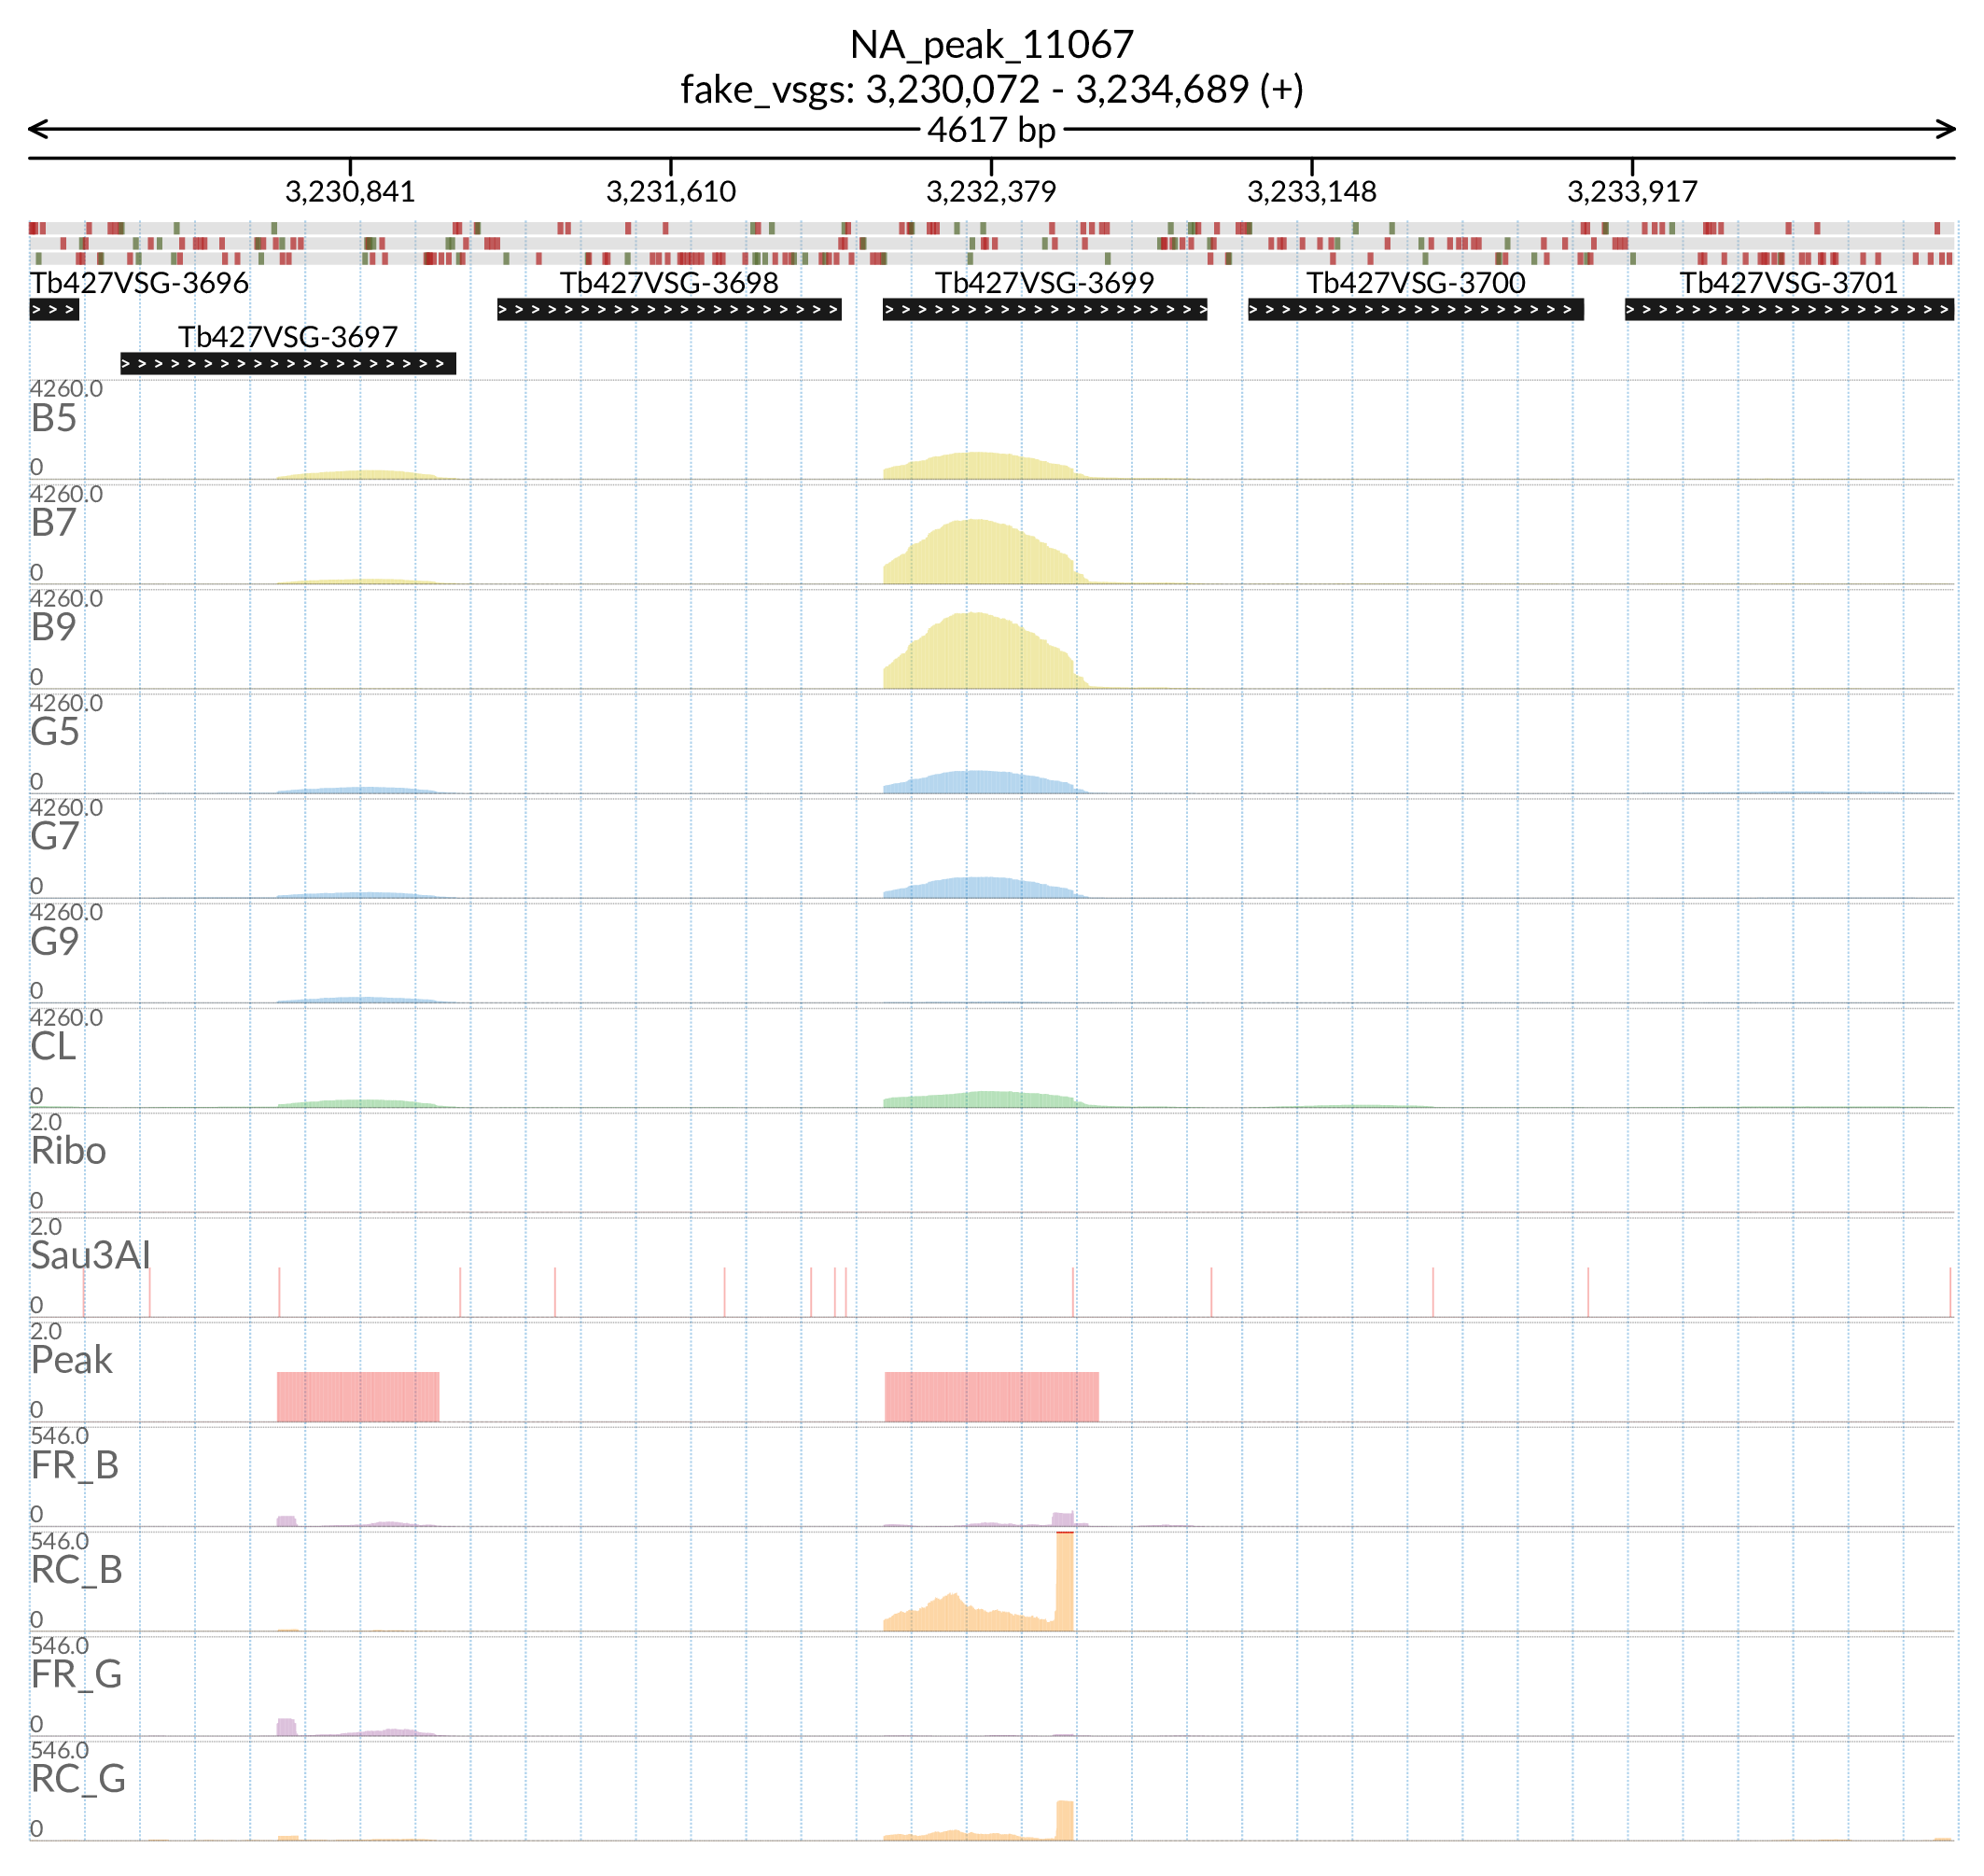 NA_peak_11067
fake_vsgs: 3,230,072 - 3,234,689 (+)
4617 bp
3,230,841 3,231,610 3,232,379 3,233,148 3,233,917
Tb427VSG-3696 Tb427VSG-3698 Tb427VSG-3699 Tb427VSG-3700 Tb427VSG-3701
Tb427VSG-3697
4260.0
B5
0
4260.0
B7
0
4260.0
B9
0
4260.0
G5
0
4260.0
G7
0
4260.0
G9
0
4260.0
CL
0
2.0
Ribo
0
2.0
Sau3AI
0
2.0
Peak
0
546.0
FR_B
0
546.0
RC_B
0
546.0
FR_G
0
546.0
RC_G
0